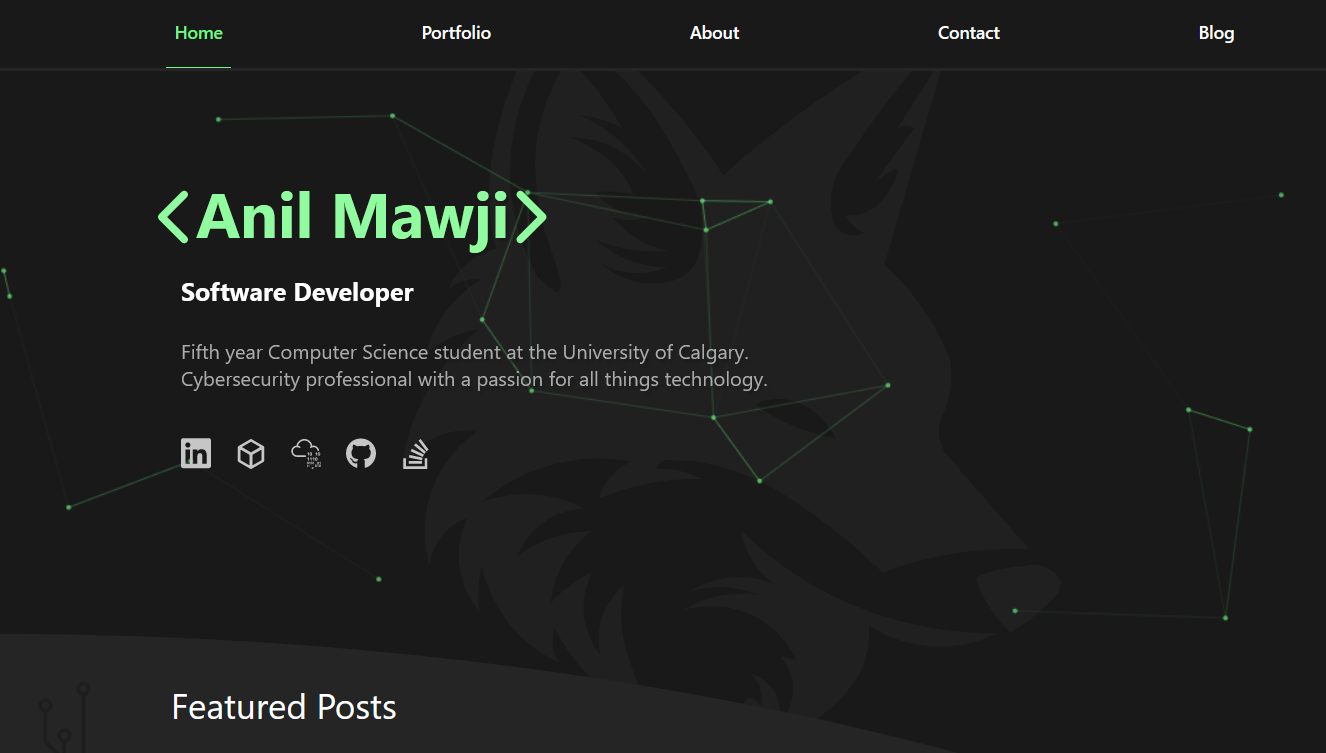 Home Portfolio About Contact Blog
<Anil Mawji>
Software Developer
Fifth year Computer Science student at the University of Calgary.
Cybersecurity professional with a passion for all things technology.
in
Featured Posts